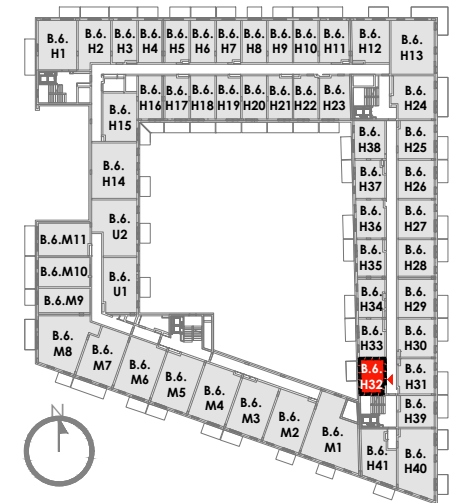 B.6.
H1
B.6.
H2
B.6.
H3
B.6.
H4
B.6.
H5
B.6.
H6
B.6.
H7
B.6.
H8
B.6.
H9
B.6.
H10
B.6.
H11
B.6.
H12
B.6.
H13
B.6.
H16
B.6.
H17
B.6.
H18
B.6.
H19
B.6.
H20
B.6.
H21
B.6.
H22
B.6.
H23
B.6.
H24
B.6.
H15
B.6.
H38
B.6.
H25
B.6.
H14
B.6.
H37
B.6.
H26
B.6.
U2
B.6.
H36
B.6.
H27
B.6.M11
B.6.
H35
B.6.
H28
B.6.M10
B.6.
U1
B.6.
H34
B.6.
H29
B.6.M9
B.6.
H33
B.6.
H30
B.6.
M8
B.6.
M7
B.6.
M6
B.6.
M5
B.6.
M4
B.6.
M3
B.6.
M2
B.6.
M1
B.6.
H32
B.6.
H31
B.6.
H39
B.6.
H41
B.6.
H40
N